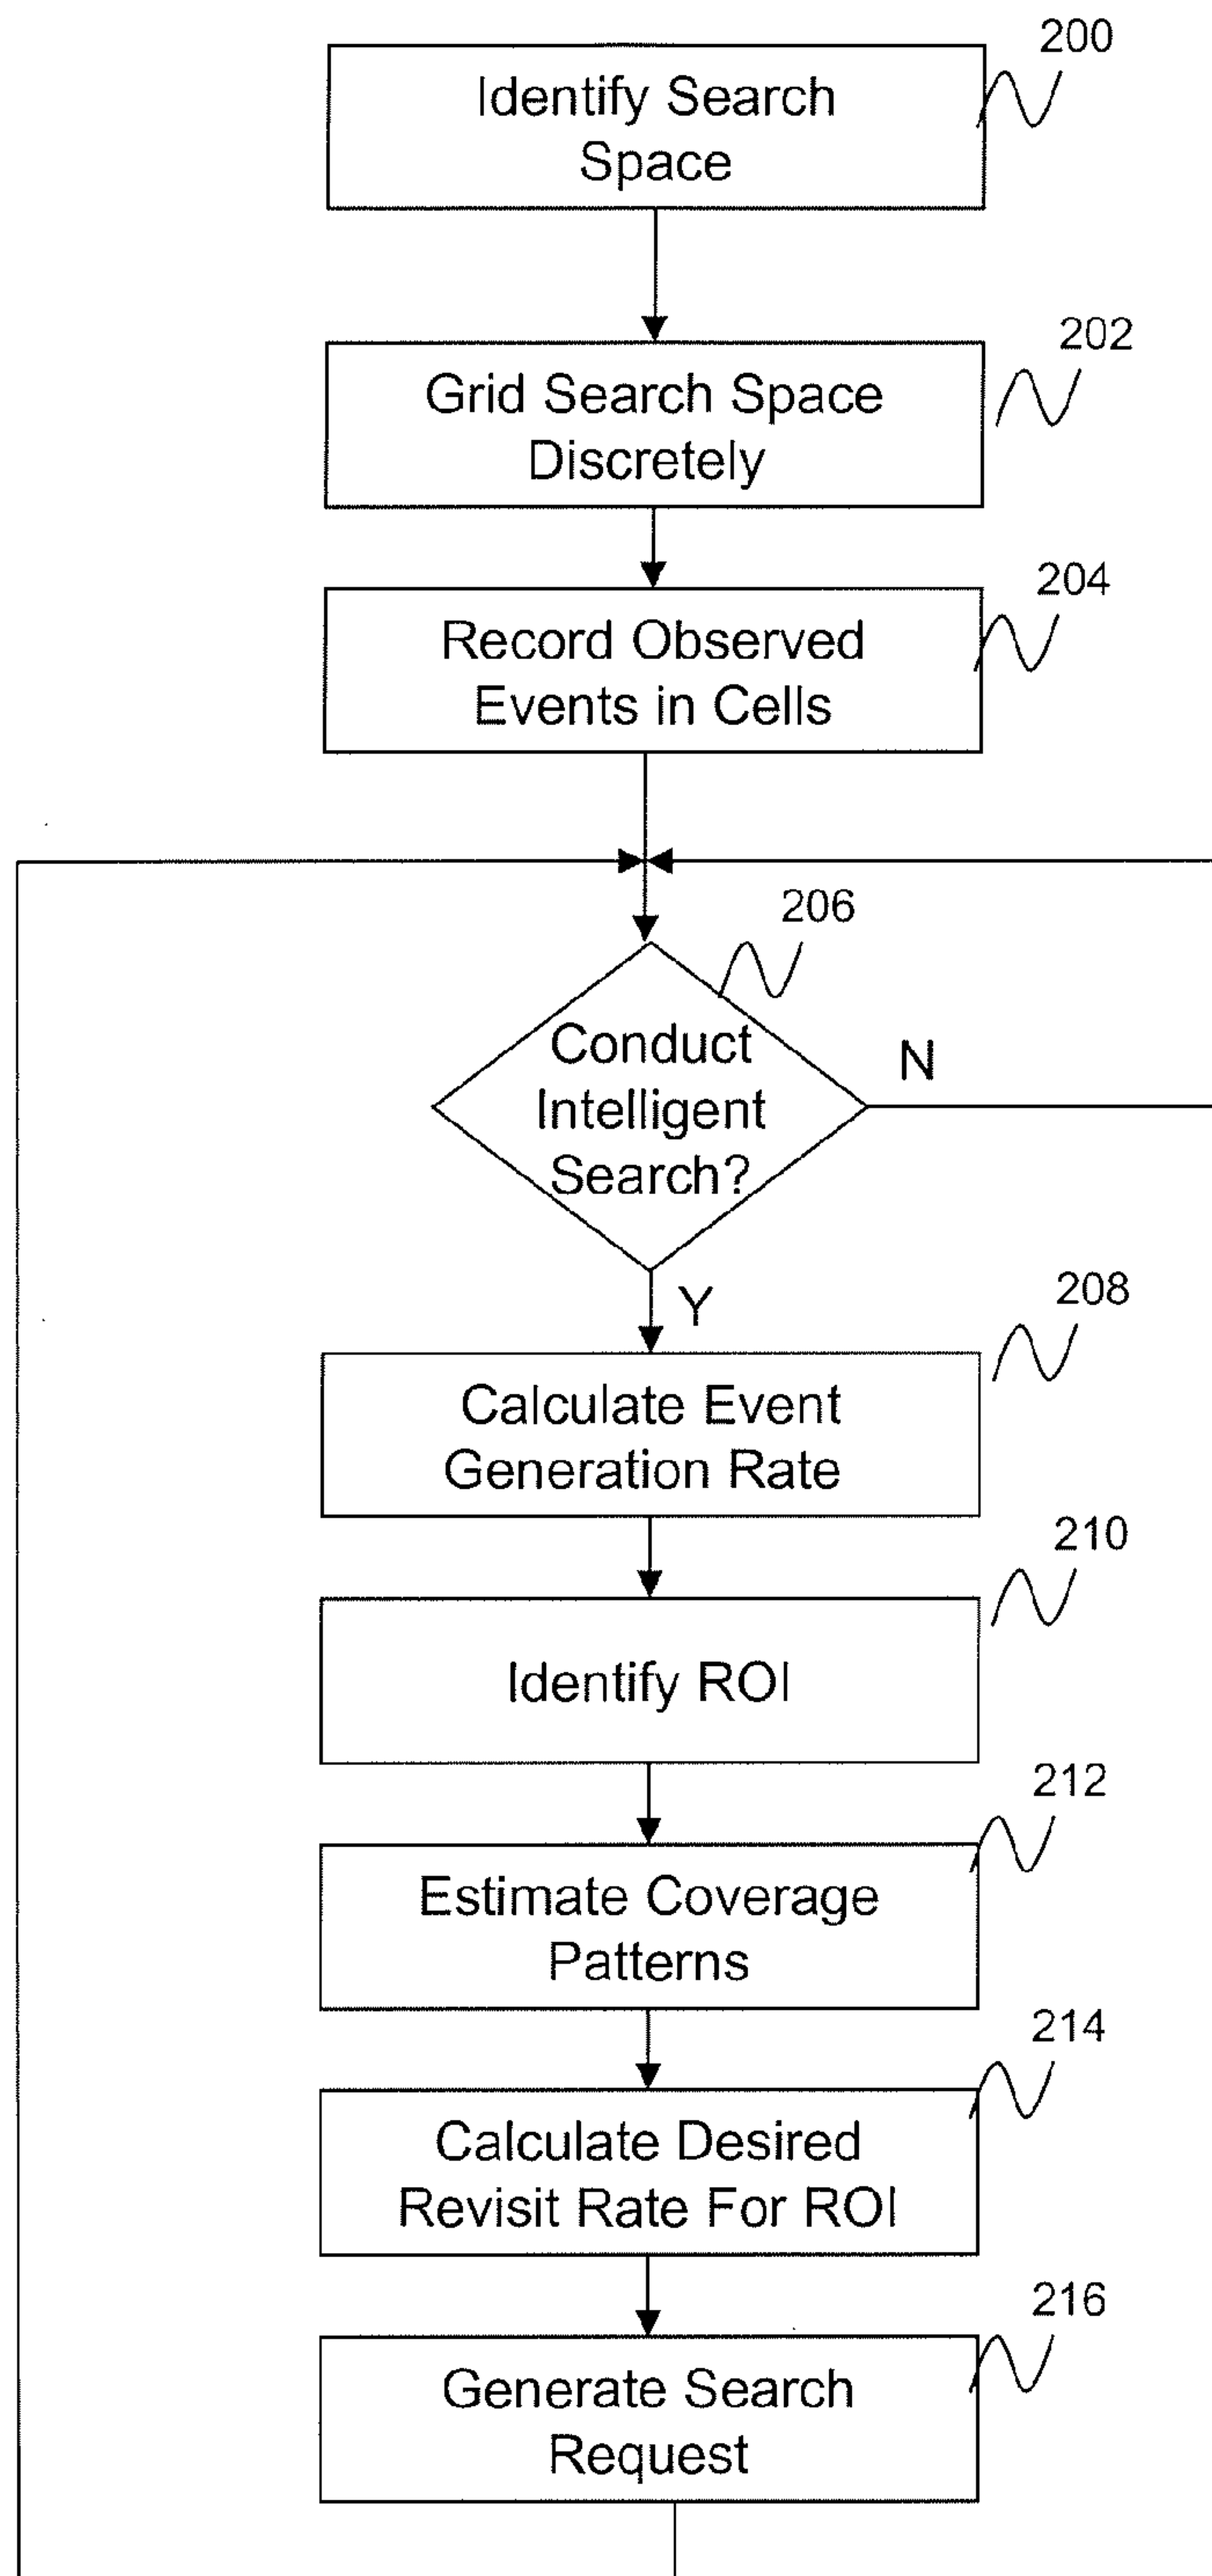 200
Identify Search
Space
202
Grid Search Space
Discretely
204
Record Observed
Events in Cells
206
Conduct
Intelligent
Search?
N
Y
208
Calculate Event
Generation Rate
210
Identify ROI
212
Estimate Coverage
Patterns
214
Calculate Desired
Revisit Rate For ROI
216
Generate Search
Request